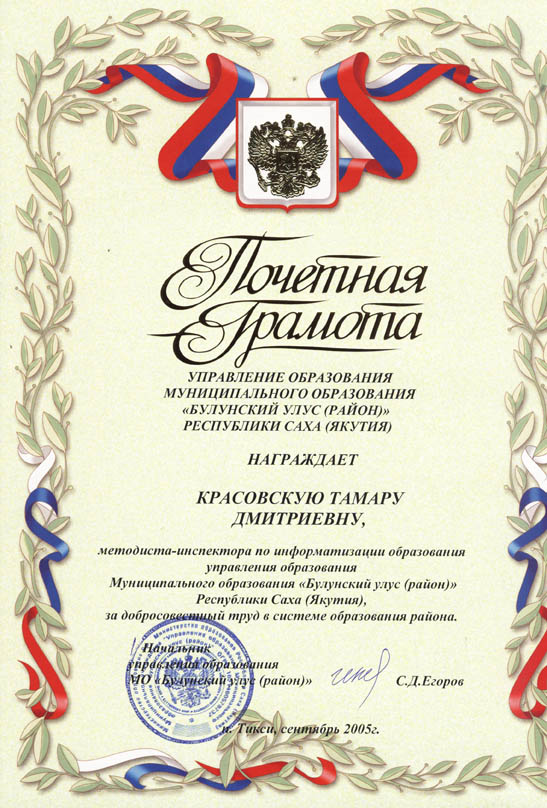 Почетная
Грамота
УПРАВЛЕНИЕ ОБРАЗОВАНИЯ
МУНИЦИПАЛЬНОГО ОБРАЗОВАНИЯ
«БУЛУНСКИЙ УЛУС (РАЙОН)»
РЕСПУБЛИКИ САХА (ЯКУТИЯ)
НАГРАЖДАЕТ
КРАСОВСКУЮ ТАМАРУ
ДМИТРИЕВНУ,
методиста-инспектора по информатизации образования
управления образования
Муниципального образования «Булунский улус (район)»
Республики Саха (Якутия),
за добросовестный труд в системе образования района.
Начальник
управления образования
МО «Булунский улус (район)» С.Д.Егоров
п. Тикси, сентябрь 2005г.